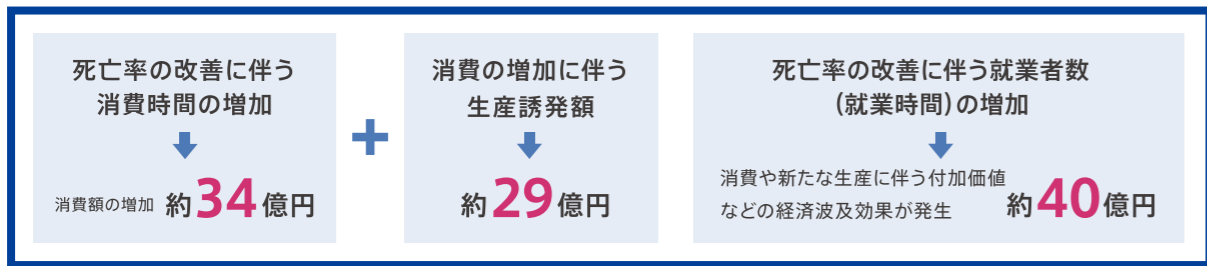 死亡率の改善に伴う
消費時間の増加
消費額の増加 約34億円
+
消費の増加に伴う
生産誘発額
約29億円
死亡率の改善に伴う就業者数
(就業時間)の増加
消費や新たな生産に伴う付加価値
などの経済波及効果が発生 約40億円